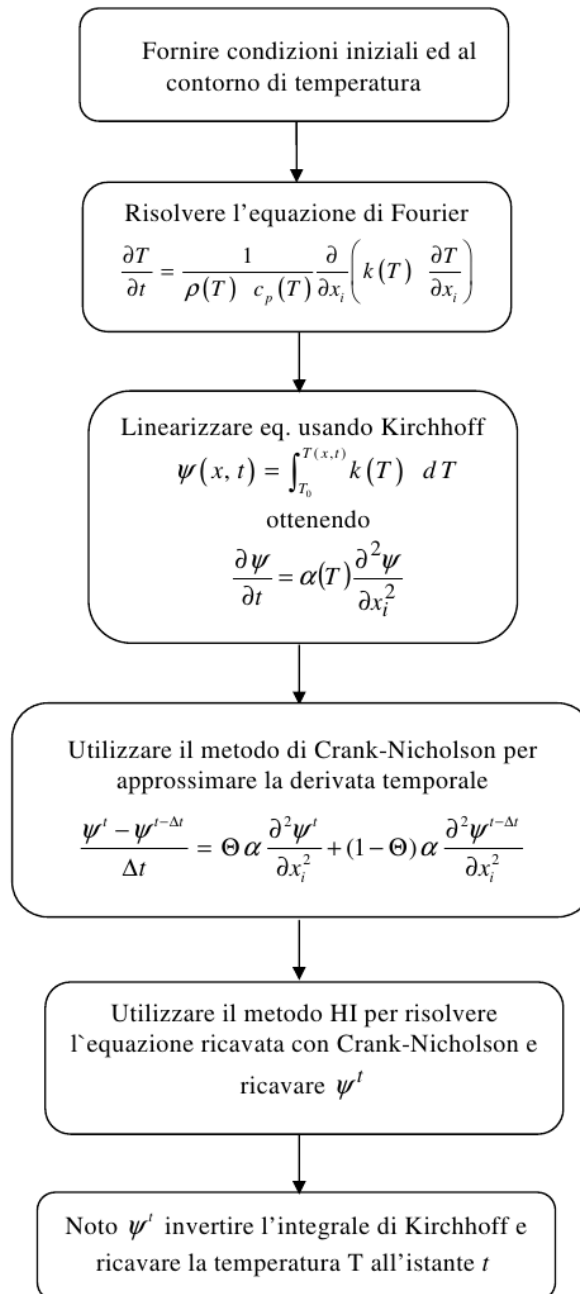 Fornire condizioni iniziali ed al
contorno di temperatura
Risolvere l'equazione di Fourier
∂T/∂t = 1/(ρ(T) c_p(T)) ∂/∂x_i (k(T) ∂T/∂x_i)
Linearizzare eq. usando Kirchhoff
ψ(x, t) = ∫_{T_0}^{T(x,t)} k(T) dT
ottenendo
∂ψ/∂t = α(T) ∂²ψ/∂x_i²
Utilizzare il metodo di Crank-Nicholson per
approssimare la derivata temporale
(ψ^t − ψ^{t−Δt})/Δt = Θ α ∂²ψ^t/∂x_i² + (1 − Θ) α ∂²ψ^{t−Δt}/∂x_i²
Utilizzare il metodo HI per risolvere
l`equazione ricavata con Crank-Nicholson e
ricavare ψ^t
Noto ψ^t invertire l'integrale di Kirchhoff e
ricavare la temperatura T all'istante t